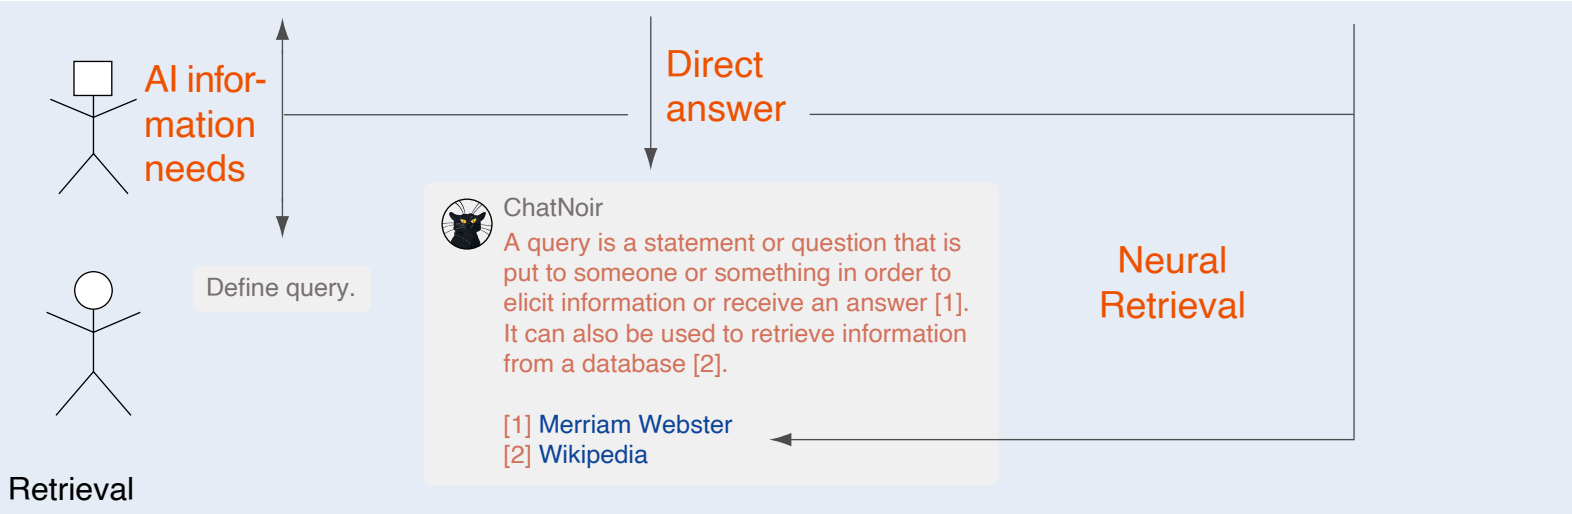 AI infor-
mation
needs
Direct
answer
ChatNoir
A query is a statement or question that is
put to someone or something in order to
elicit information or receive an answer [1].
It can also be used to retrieve information
from a database [2].
[1] Merriam Webster
[2] Wikipedia
Define query.
Neural
Retrieval
Retrieval